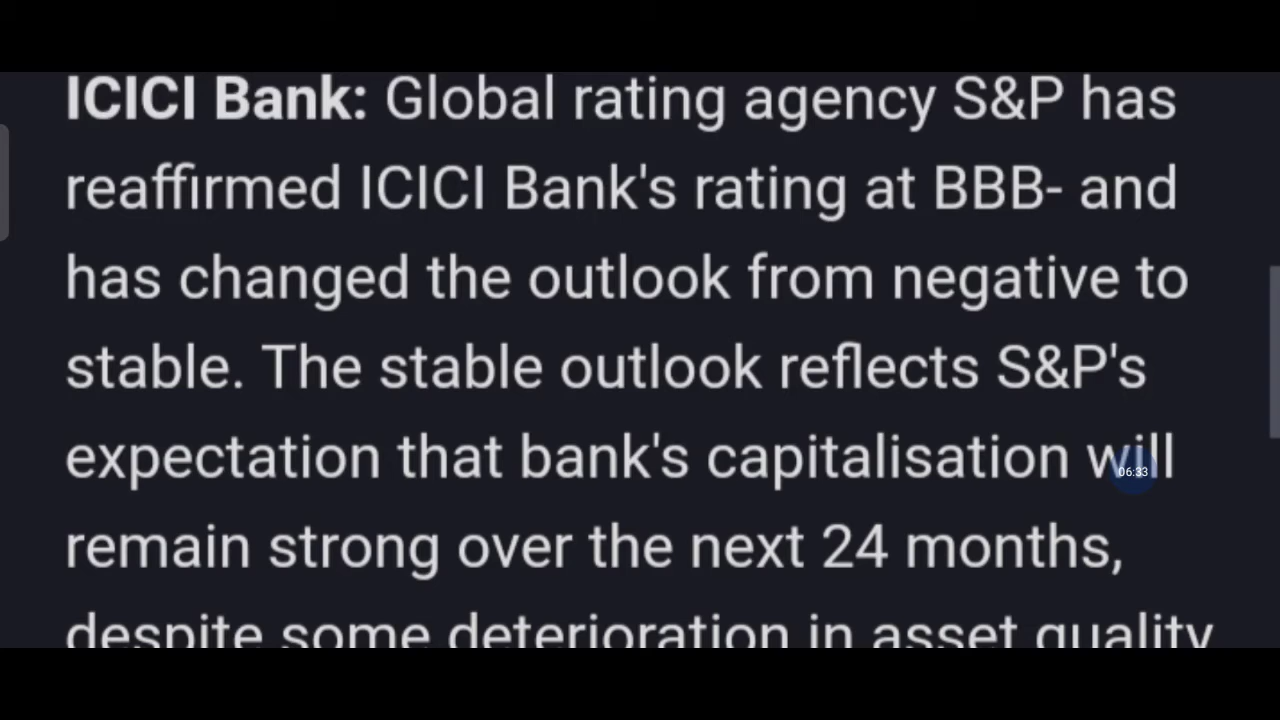 ICICI Bank: Global rating agency S&P has
reaffirmed ICICI Bank's rating at BBB- and
has changed the outlook from negative to
stable. The stable outlook reflects S&P's
expectation that bank's capitalisation will
06:33
remain strong over the next 24 months,
despite some deterioration in asset quality